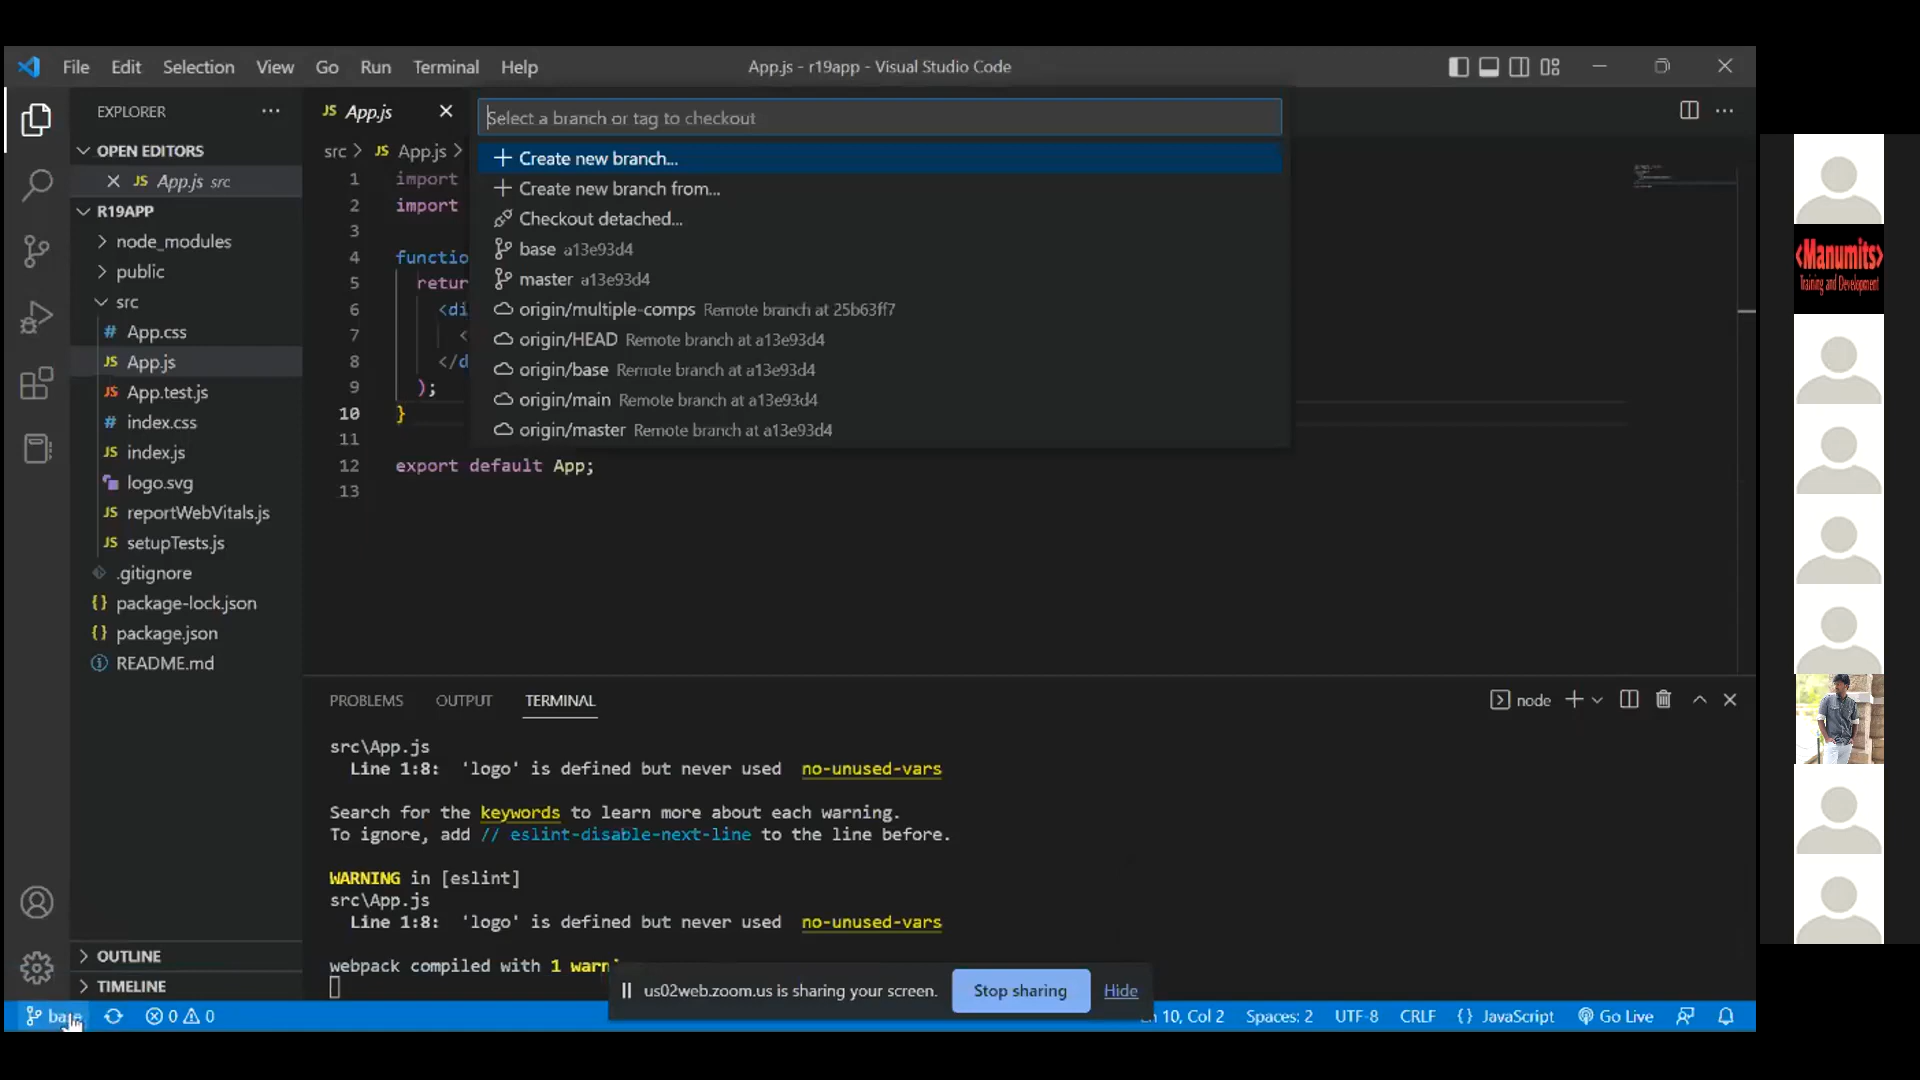 File Edit Selection View Go Run Terminal Help
App.js - r19app - Visual Studio Code
EXPLORER
OPEN EDITORS
JS App.js src
R19APP
node_modules
public
src
# App.css
JS App.js
JS App.test.js
# index.css
JS index.js
logo.svg
JS reportWebVitals.js
JS setupTests.js
.gitignore
{} package-lock.json
{} package.json
README.md
OUTLINE
TIMELINE
JS App.js
src > JS App.js >
Select a branch or tag to checkout
+ Create new branch...
+ Create new branch from...
Checkout detached...
base a13e93d4
master a13e93d4
origin/multiple-comps Remote branch at 25b63ff7
origin/HEAD Remote branch at a13e93d4
origin/base Remote branch at a13e93d4
origin/main Remote branch at a13e93d4
origin/master Remote branch at a13e93d4
1 import
2 import
3
4 functio
5 retur
6 <di
7 <
8 </d
9 );
10 }
11
12 export default App;
13
PROBLEMS OUTPUT TERMINAL
node
src\App.js
Line 1:8: 'logo' is defined but never used no-unused-vars
Search for the keywords to learn more about each warning.
To ignore, add // eslint-disable-next-line to the line before.
WARNING in [eslint]
src\App.js
Line 1:8: 'logo' is defined but never used no-unused-vars
webpack compiled with 1 warn
us02web.zoom.us is sharing your screen. Stop sharing Hide
0 0
10, Col 2 Spaces: 2 UTF-8 CRLF {} JavaScript Go Live
<Manumits>
Training and Development